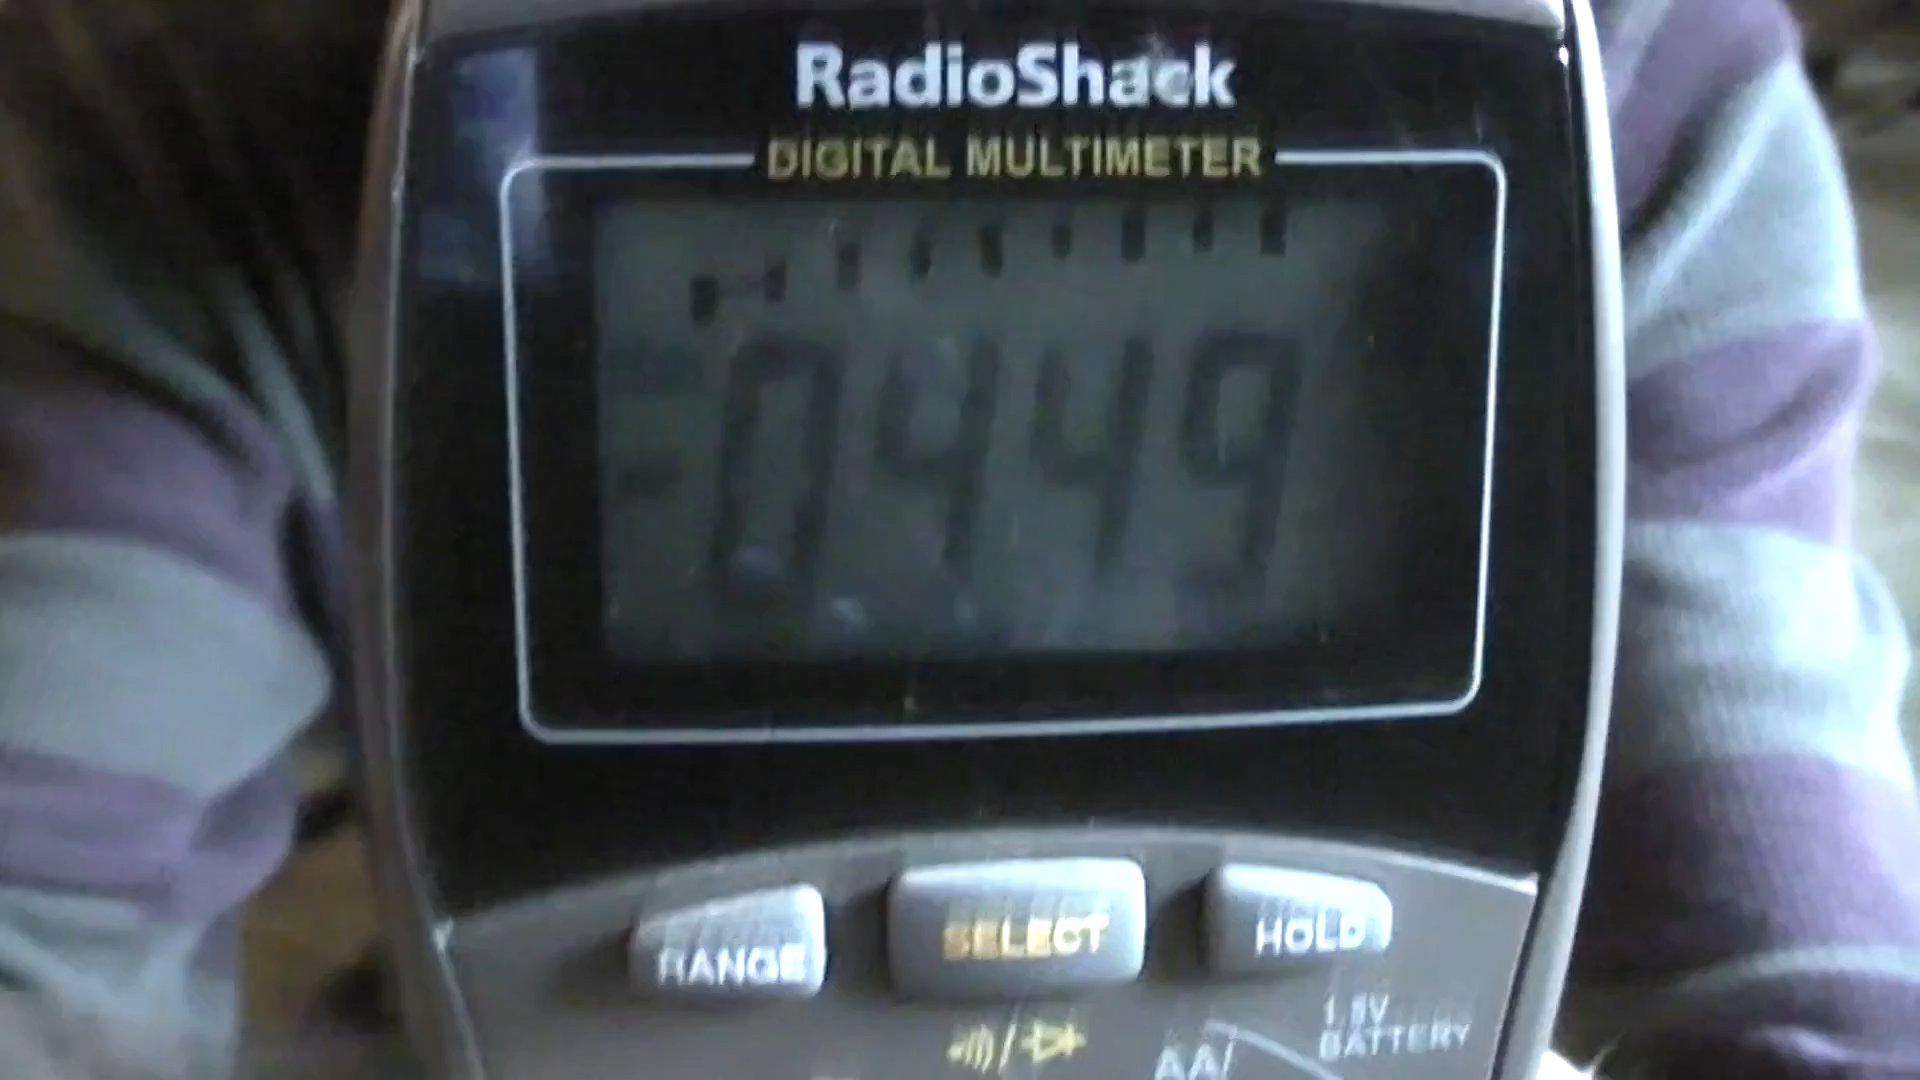 RadioShack
DIGITAL MULTIMETER
-0449
RANGE
SELECT
HOLD
1.5V
BATTERY
AA/